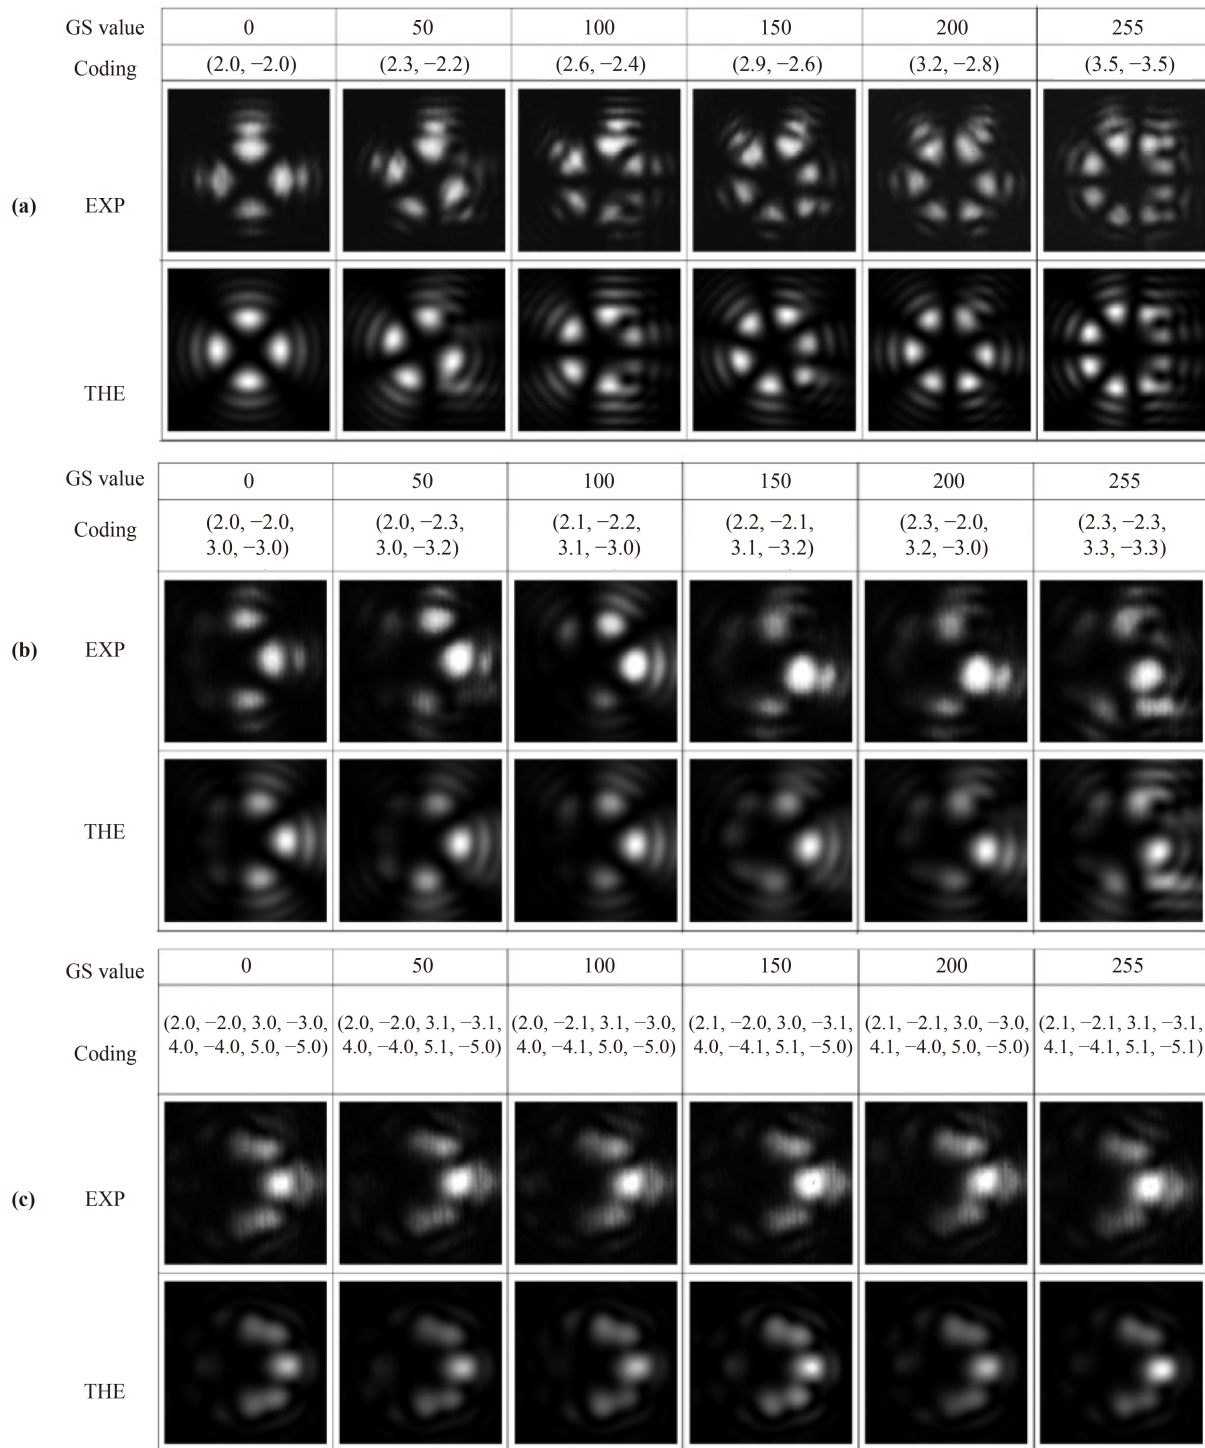 GS value 0 50 100 150 200 255
Coding (2.0, −2.0) (2.3, −2.2) (2.6, −2.4) (2.9, −2.6) (3.2, −2.8) (3.5, −3.5)
(a) EXP
THE
GS value 0 50 100 150 200 255
Coding (2.0, −2.0, (2.0, −2.3, (2.1, −2.2, (2.2, −2.1, (2.3, −2.0, (2.3, −2.3,
3.0, −3.0) 3.0, −3.2) 3.1, −3.0) 3.1, −3.2) 3.2, −3.0) 3.3, −3.3)
(b) EXP
THE
GS value 0 50 100 150 200 255
Coding (2.0, −2.0, 3.0, −3.0, (2.0, −2.0, 3.1, −3.1, (2.0, −2.1, 3.1, −3.0, (2.1, −2.0, 3.0, −3.1, (2.1, −2.1, 3.0, −3.0, (2.1, −2.1, 3.1, −3.1,
4.0, −4.0, 5.0, −5.0) 4.0, −4.0, 5.1, −5.0) 4.0, −4.1, 5.0, −5.0) 4.0, −4.1, 5.1, −5.0) 4.1, −4.0, 5.0, −5.0) 4.1, −4.1, 5.1, −5.1)
(c) EXP
THE